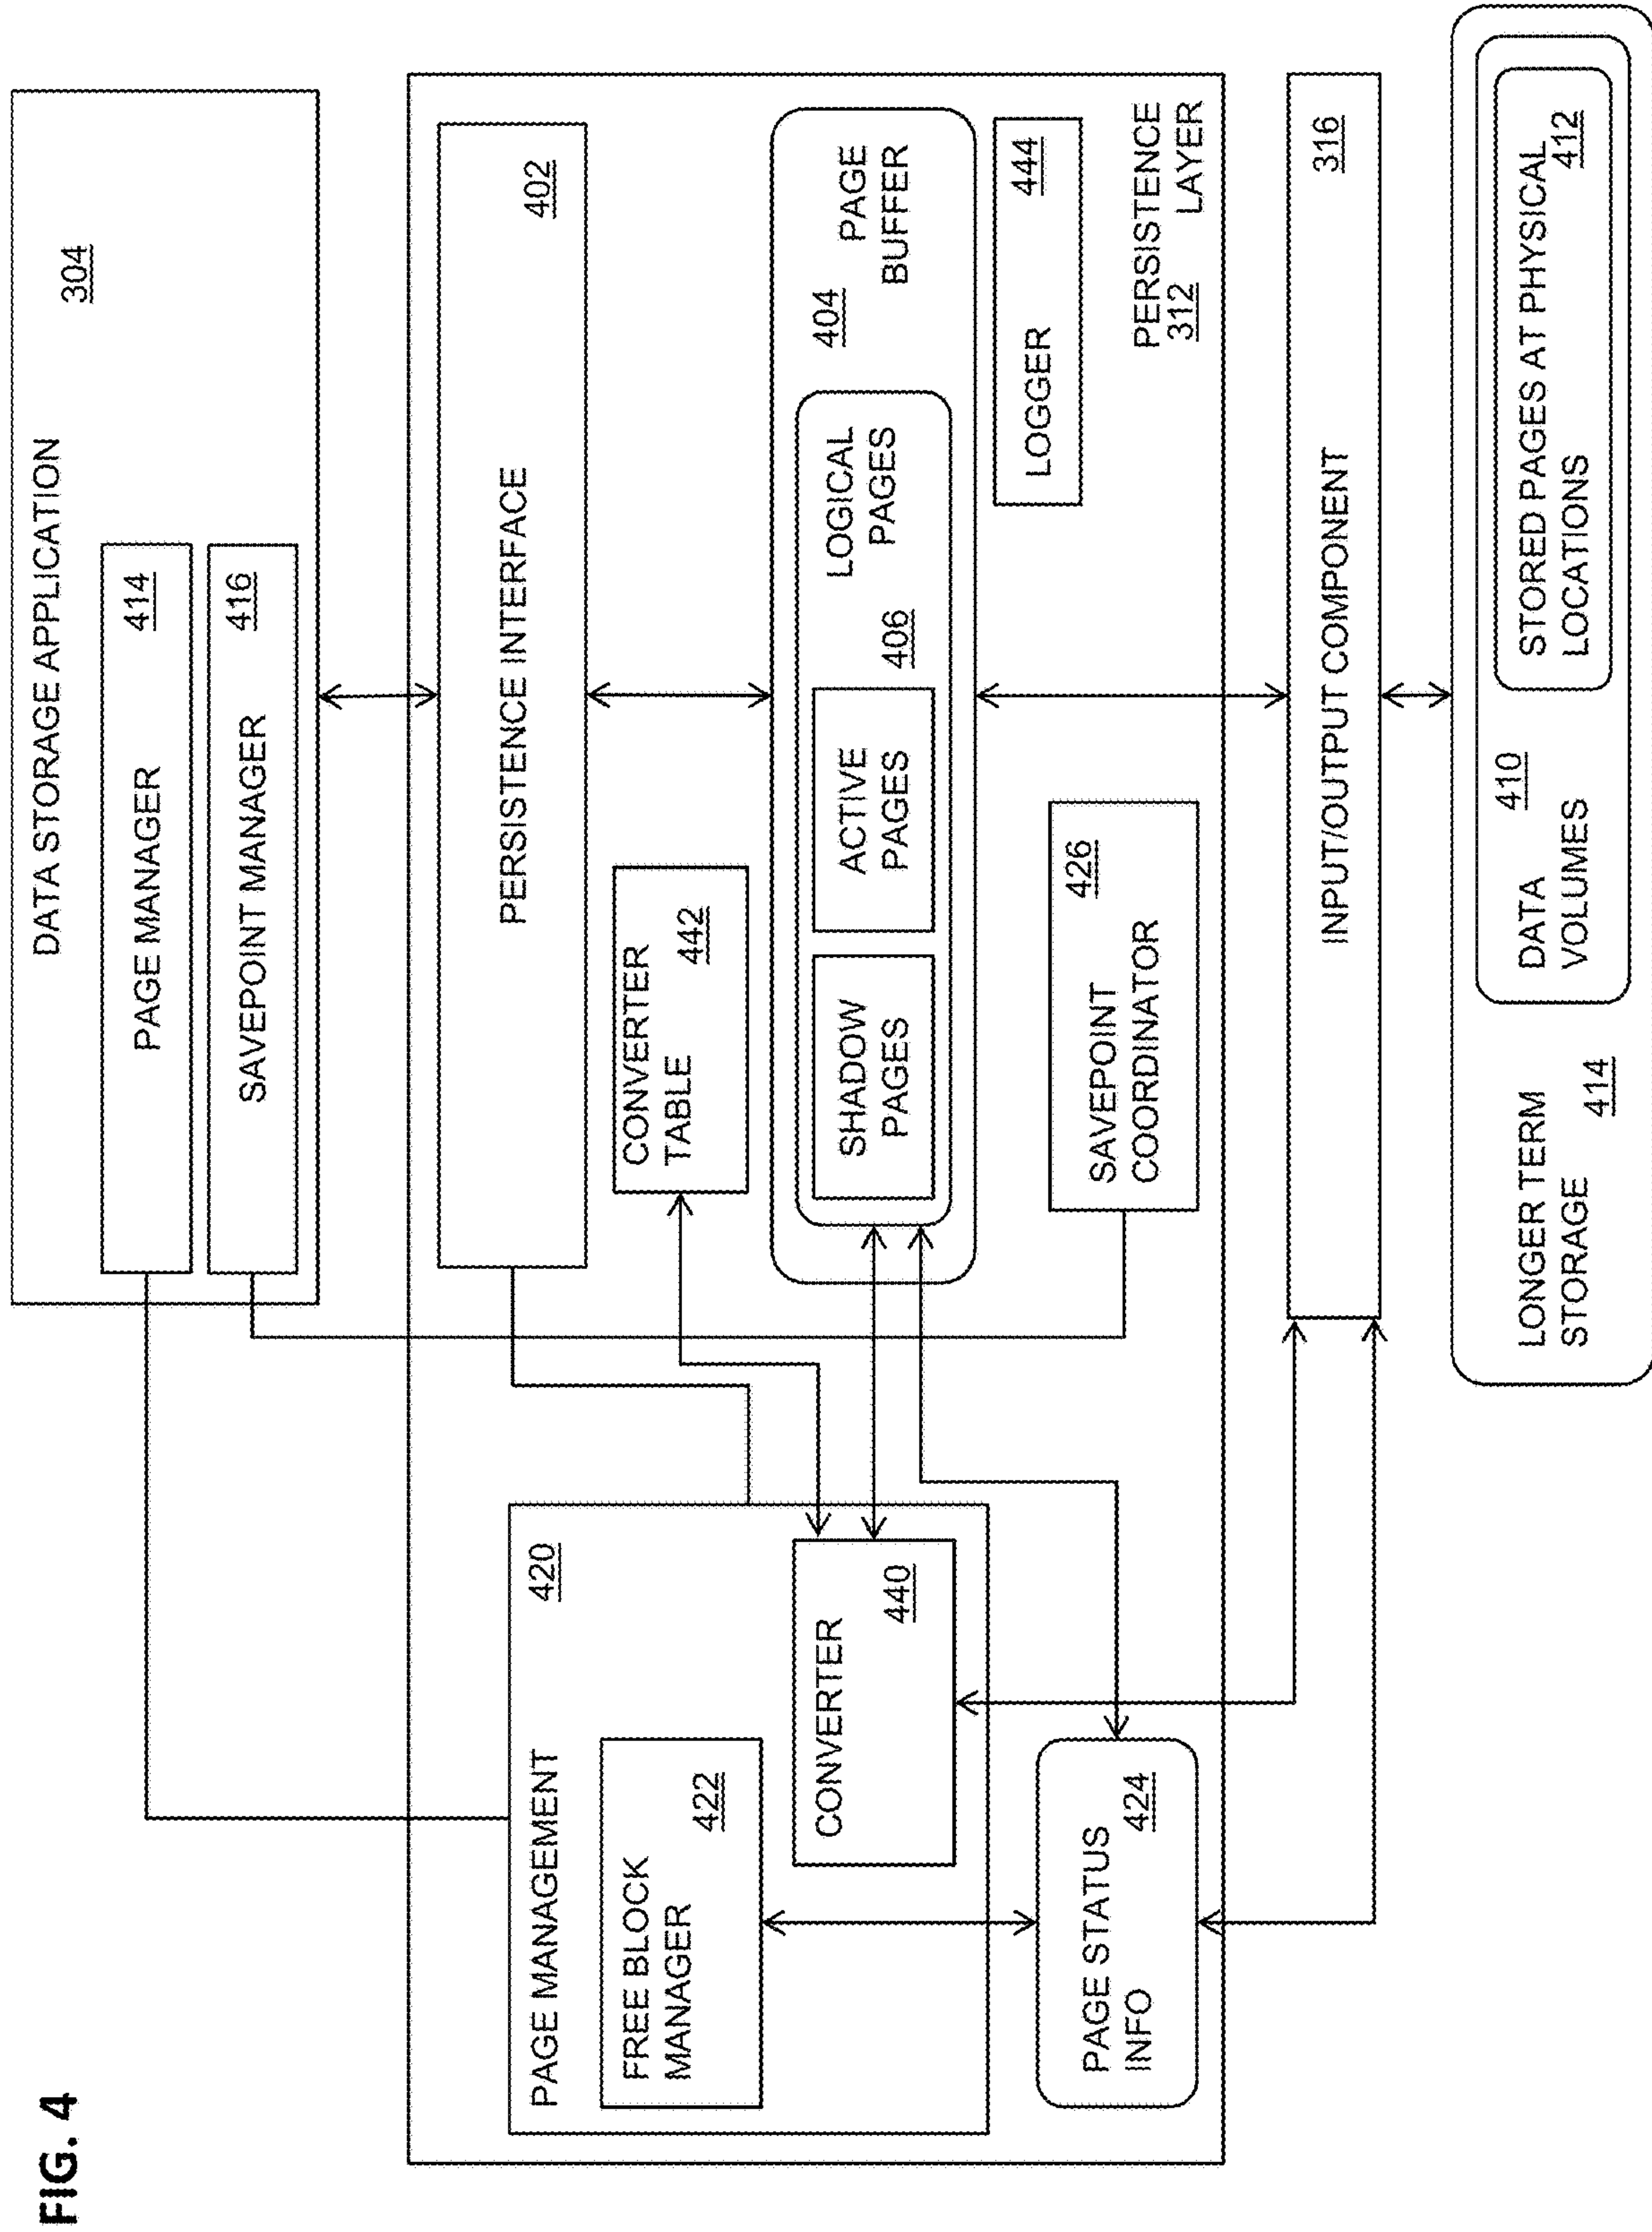 FIG. 4
DATA STORAGE APPLICATION
304
PAGE MANAGER
414
SAVEPOINT MANAGER
416
PERSISTENCE INTERFACE
402
PAGE MANAGEMENT
420
FREE BLOCK
MANAGER
422
CONVERTER
440
CONVERTER
TABLE
442
PAGE
BUFFER
404
LOGICAL
PAGES
406
SHADOW
PAGES
ACTIVE
PAGES
PAGE STATUS
INFO
424
SAVEPOINT
COORDINATOR
426
LOGGER
444
PERSISTENCE
LAYER
312
INPUT/OUTPUT COMPONENT
316
LONGER TERM
STORAGE
414
DATA
VOLUMES
410
STORED PAGES AT PHYSICAL
LOCATIONS
412